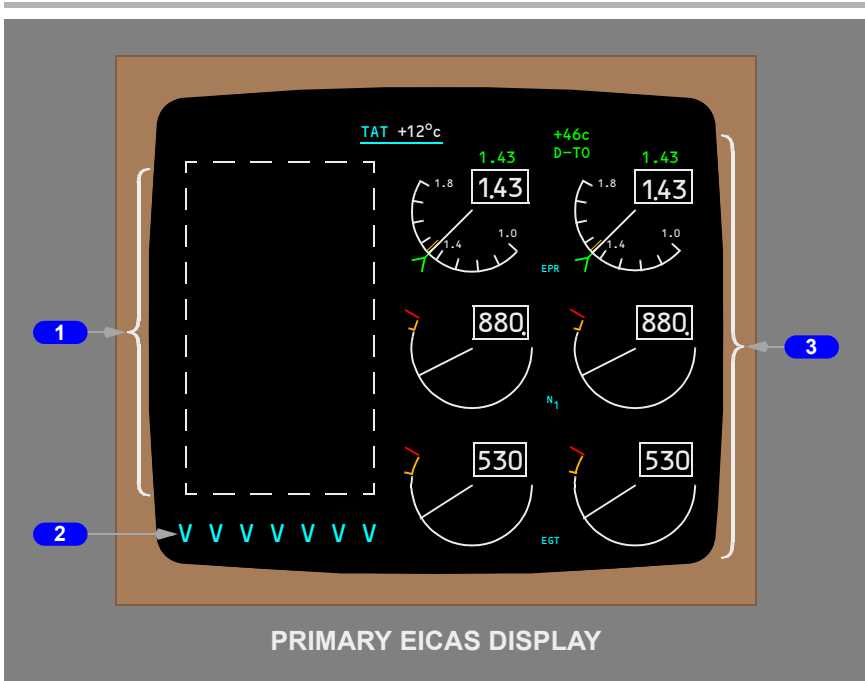 TAT +12°c
+46c
D-TO
1.43
1.43
1.43
1.43
1.8
1.8
1.4
1.0
1.4
1.0
EPR
880.
880.
N1
530
530
EGT
V V V V V V V
1
2
3
PRIMARY EICAS DISPLAY